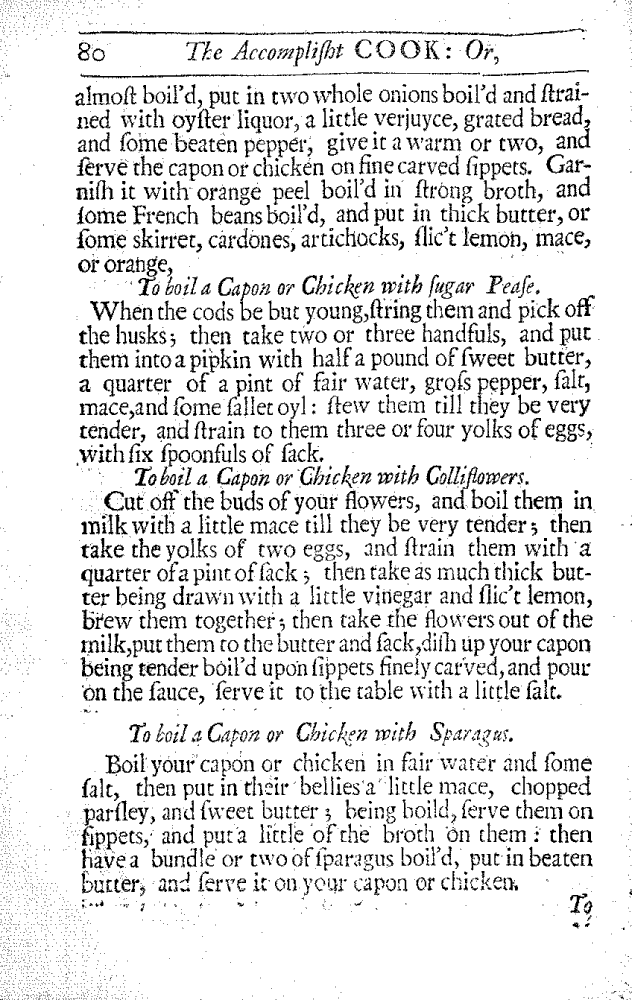 80 The Accompliſht COOK: Or,
almoſt boil'd, put in two whole onions boil'd and ſtrai-
ned with oyſter liquor, a little verjuyce, grated bread,
and ſome beaten pepper, give it a warm or two, and
ſerve the capon or chicken on fine carved ſippets. Gar-
niſh it with orange peel boil'd in ſtrong broth, and
ſome French beans boil'd, and put in thick butter, or
ſome skirret, cardones, artichocks, ſlic't lemon, mace,
or orange,
To boil a Capon or Chicken with ſugar Peaſe.
When the cods be but young, ſtring them and pick off
the husks; then take two or three handfuls, and put
them into a pipkin with half a pound of ſweet butter,
a quarter of a pint of fair water, groſs pepper, ſalt,
mace, and ſome ſallet oyl: ſtew them till they be very
tender, and ſtrain to them three or four yolks of eggs,
with ſix ſpoonfuls of ſack.
To boil a Capon or Chicken with Colliflowers.
Cut off the buds of your flowers, and boil them in
milk with a little mace till they be very tender; then
take the yolks of two eggs, and ſtrain them with a
quarter of a pint of ſack; then take as much thick but-
ter being drawn with a little vinegar and ſlic't lemon,
brew them together; then take the flowers out of the
milk, put them to the butter and ſack, diſh up your capon
being tender boil'd upon ſippets finely carved, and pour
on the ſauce, ſerve it to the table with a little ſalt.
To boil a Capon or Chicken with Sparagus.
Boil your capon or chicken in fair water and ſome
ſalt, then put in their bellies a little mace, chopped
parſley, and ſweet butter; being boild, ſerve them on
ſippets, and put a little of the broth on them: then
have a bundle or two of ſparagus boil'd, put in beaten
butter, and ſerve it on your capon or chicken.
To